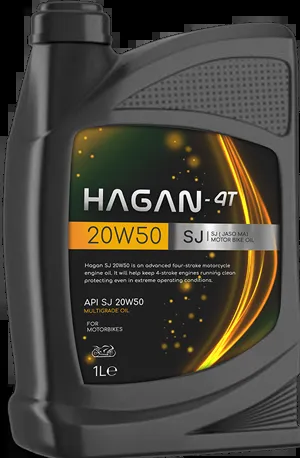 HAGAN-4T
20W50
SJ
SJ | JASO MA |
MOTOR BIKE OIL
Hagan SJ 20W50 is an advanced four-stroke motorcycle
engine oil. It will help keep 4-stroke engines running clean
protecting even in extreme operating conditions.
API SJ 20W50
MULTIGRADE OIL
FOR
MOTORBIKES
1L℮